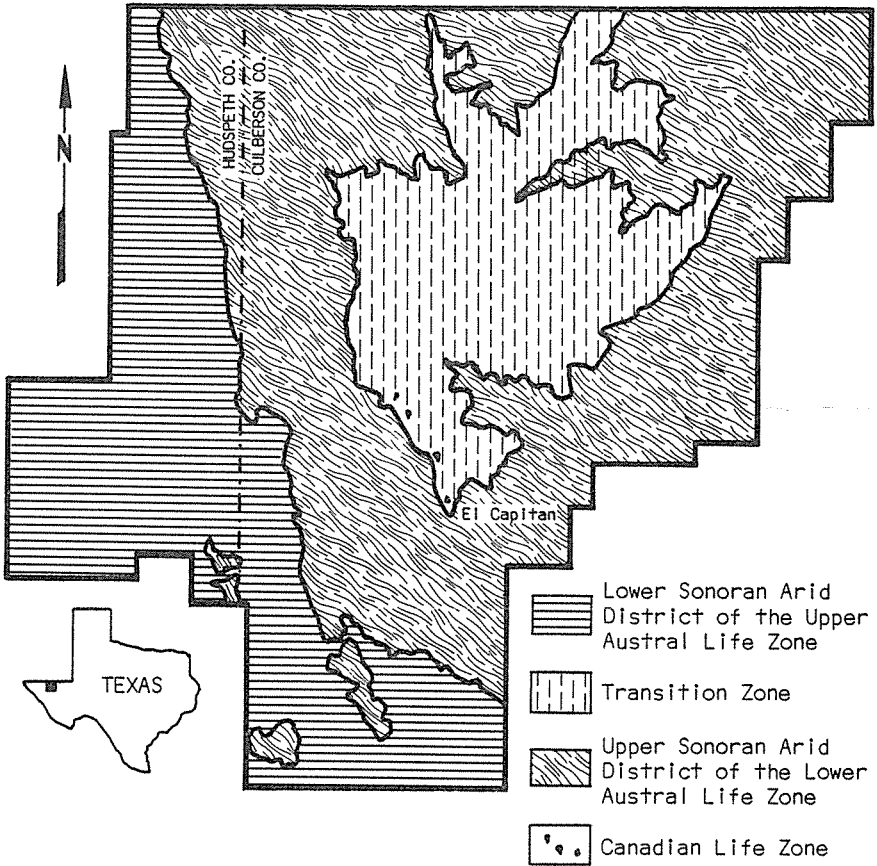 HUDSPETH CO.
CULBERSON CO.
N
El Capitan
TEXAS
Lower Sonoran Arid
District of the Upper
Austral Life Zone
Transition Zone
Upper Sonoran Arid
District of the Lower
Austral Life Zone
Canadian Life Zone